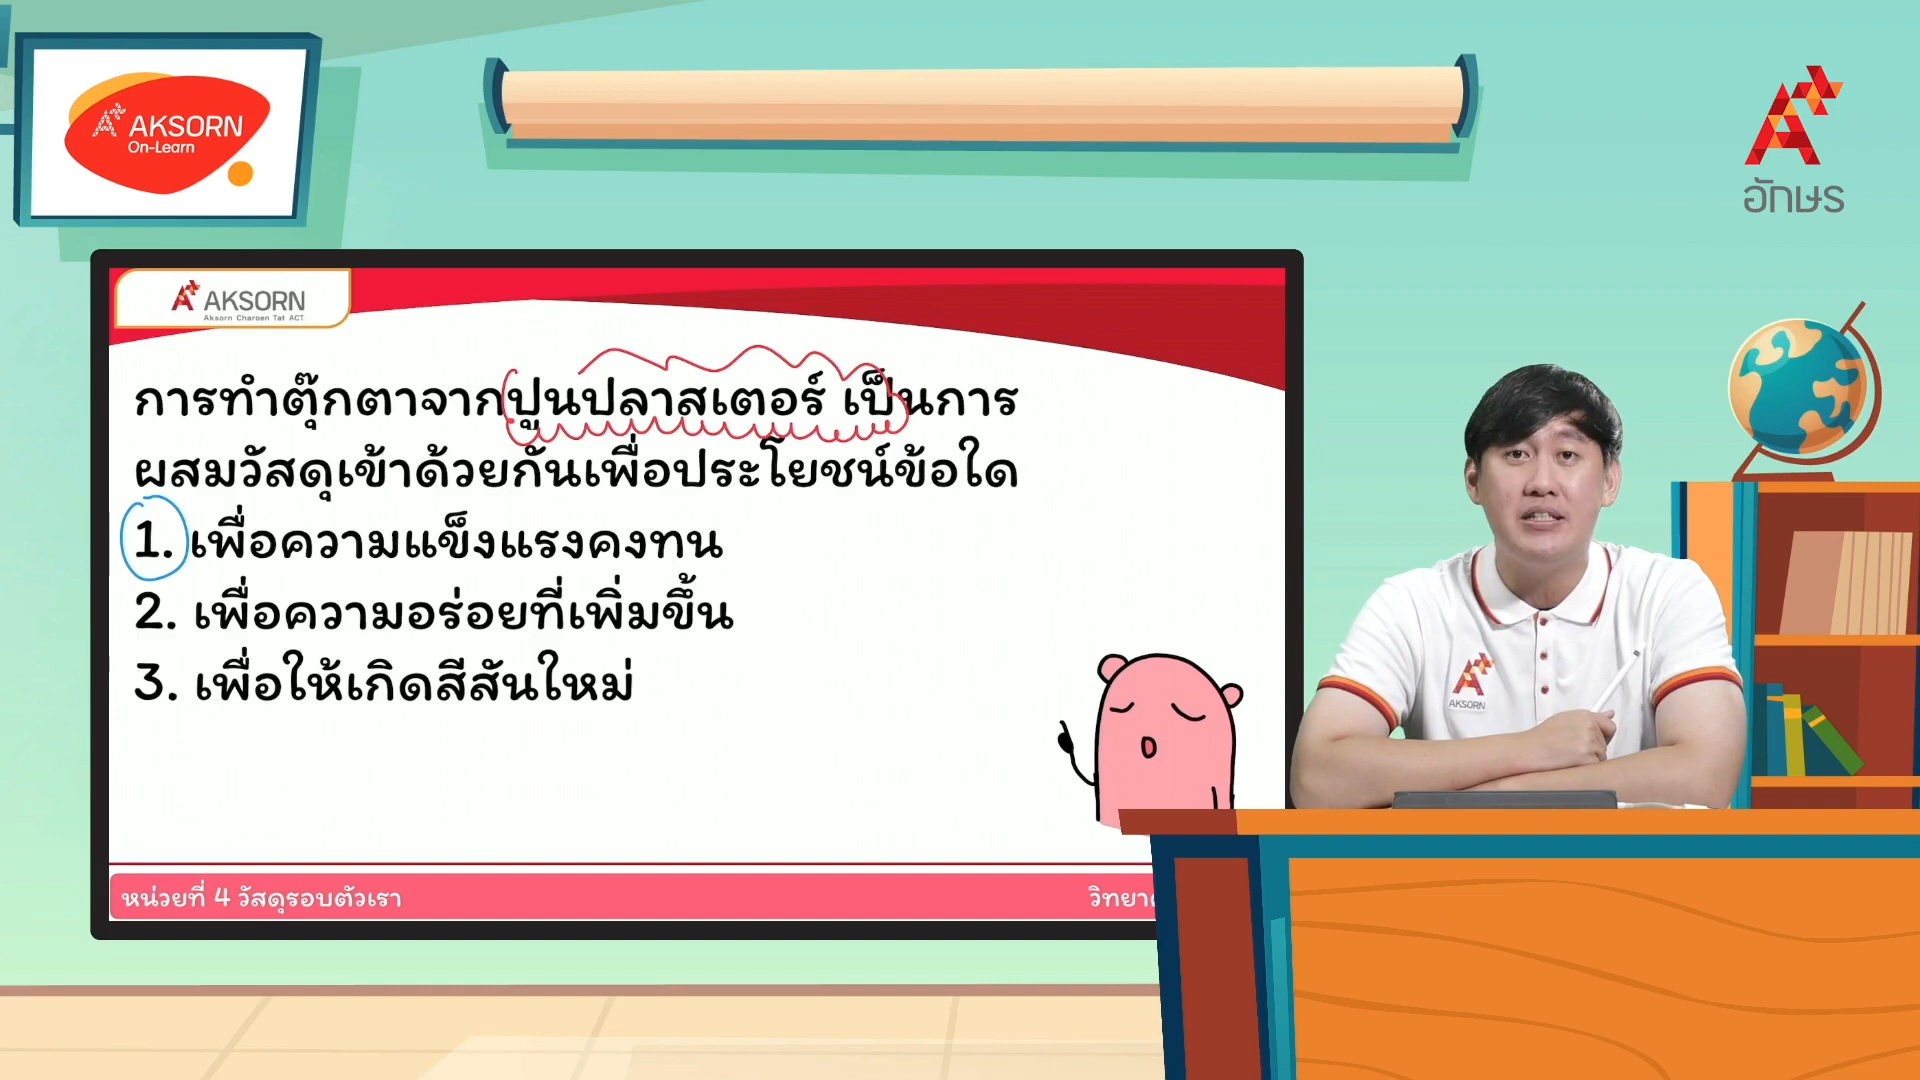 AKSORN
On-Learn
อักษร
AKSORN
Aksorn Charoen Tat ACT.
การทำตุ๊กตาจากปูนปลาสเตอร์ เป็นการ
ผสมวัสดุเข้าด้วยกันเพื่อประโยชน์ข้อใด
1. เพื่อความแข็งแรงคงทน
2. เพื่อความอร่อยที่เพิ่มขึ้น
3. เพื่อให้เกิดสีสันใหม่
AKSORN
หน่วยที่ 4 วัสดุรอบตัวเรา